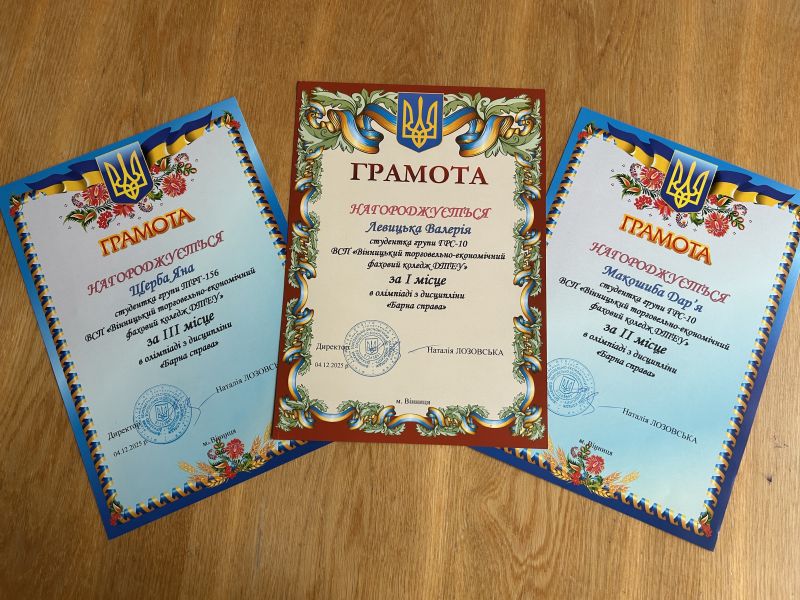 ГРАМОТА
НАГОРОДЖУЄТЬСЯ
Щерба Яна
студентка групи ТРГ-156
ВСП «Вінницький торговельно-економічний
фаховий коледж ДТЕУ»
за III місце
в олімпіаді з дисципліни
«Барна справа»
Директор
Наталія ЛОЗОВС
04.12.2025 р.
м. Вінниця
ГРАМОТА
НАГОРОДЖУЄТЬСЯ
Левицька Валерія
студентка групи ГРС-10
ВСП «Вінницький торговельно-економічний
фаховий коледж ДТЕУ»
за I місце
в олімпіаді з дисципліни
«Барна справа»
Директор
Наталія ЛОЗОВСЬКА
04.12.2025 р.
м. Вінниця
ГРАМОТА
НАГОРОДЖУЄТЬСЯ
Макошиба Дар'я
студентка групи ГРС-10
ВСП «Вінницький торговельно-економічний
фаховий коледж ДТЕУ»
за II місце
в олімпіаді з дисципліни
«Барна справа»
Наталія ЛОЗОВСЬКА
м. Вінниця